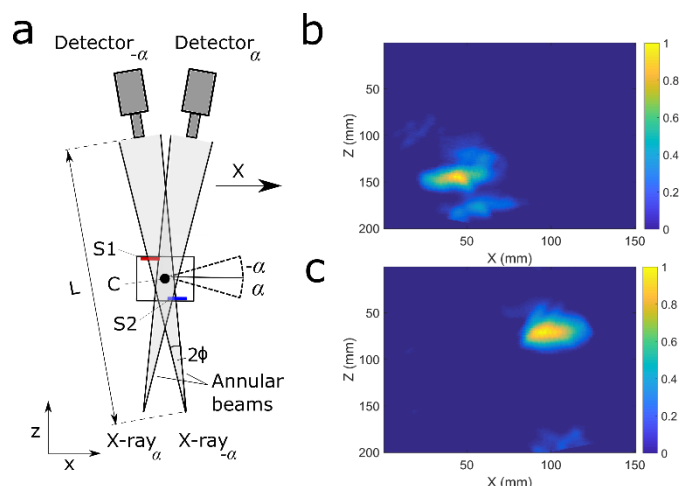 a
Detector-α Detectorα
X
S1
C
-α
α
S2
L
2ϕ
Annular
beams
z
x
X-rayα X-ray-α
b
Z (mm)
50
100
150
200
50 100 150
X (mm)
1
0.8
0.6
0.4
0.2
0
c
Z (mm)
50
100
150
200
50 100 150
X (mm)
1
0.8
0.6
0.4
0.2
0